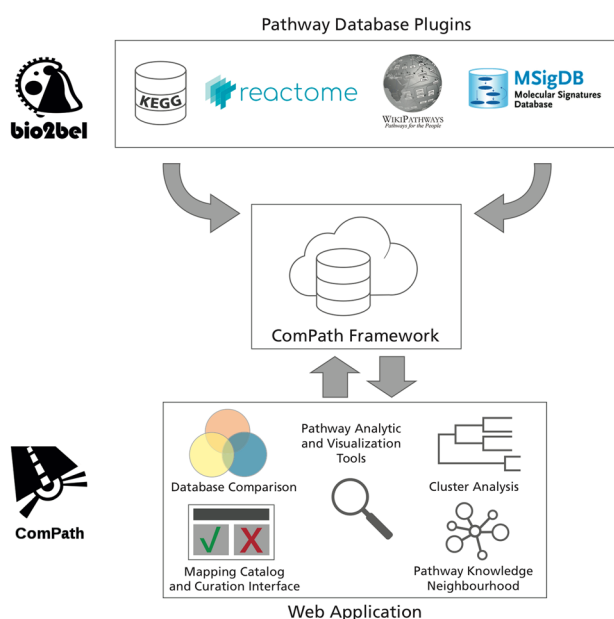 Pathway Database Plugins
bio2bel
KEGG
reactome
WIKIPATHWAYS
Pathways for the People
MSigDB
Molecular Signatures
Database
ComPath Framework
Database Comparison
Pathway Analytic
and Visualization
Tools
Cluster Analysis
ComPath
Mapping Catalog
and Curation Interface
Pathway Knowledge
Neighbourhood
Web Application